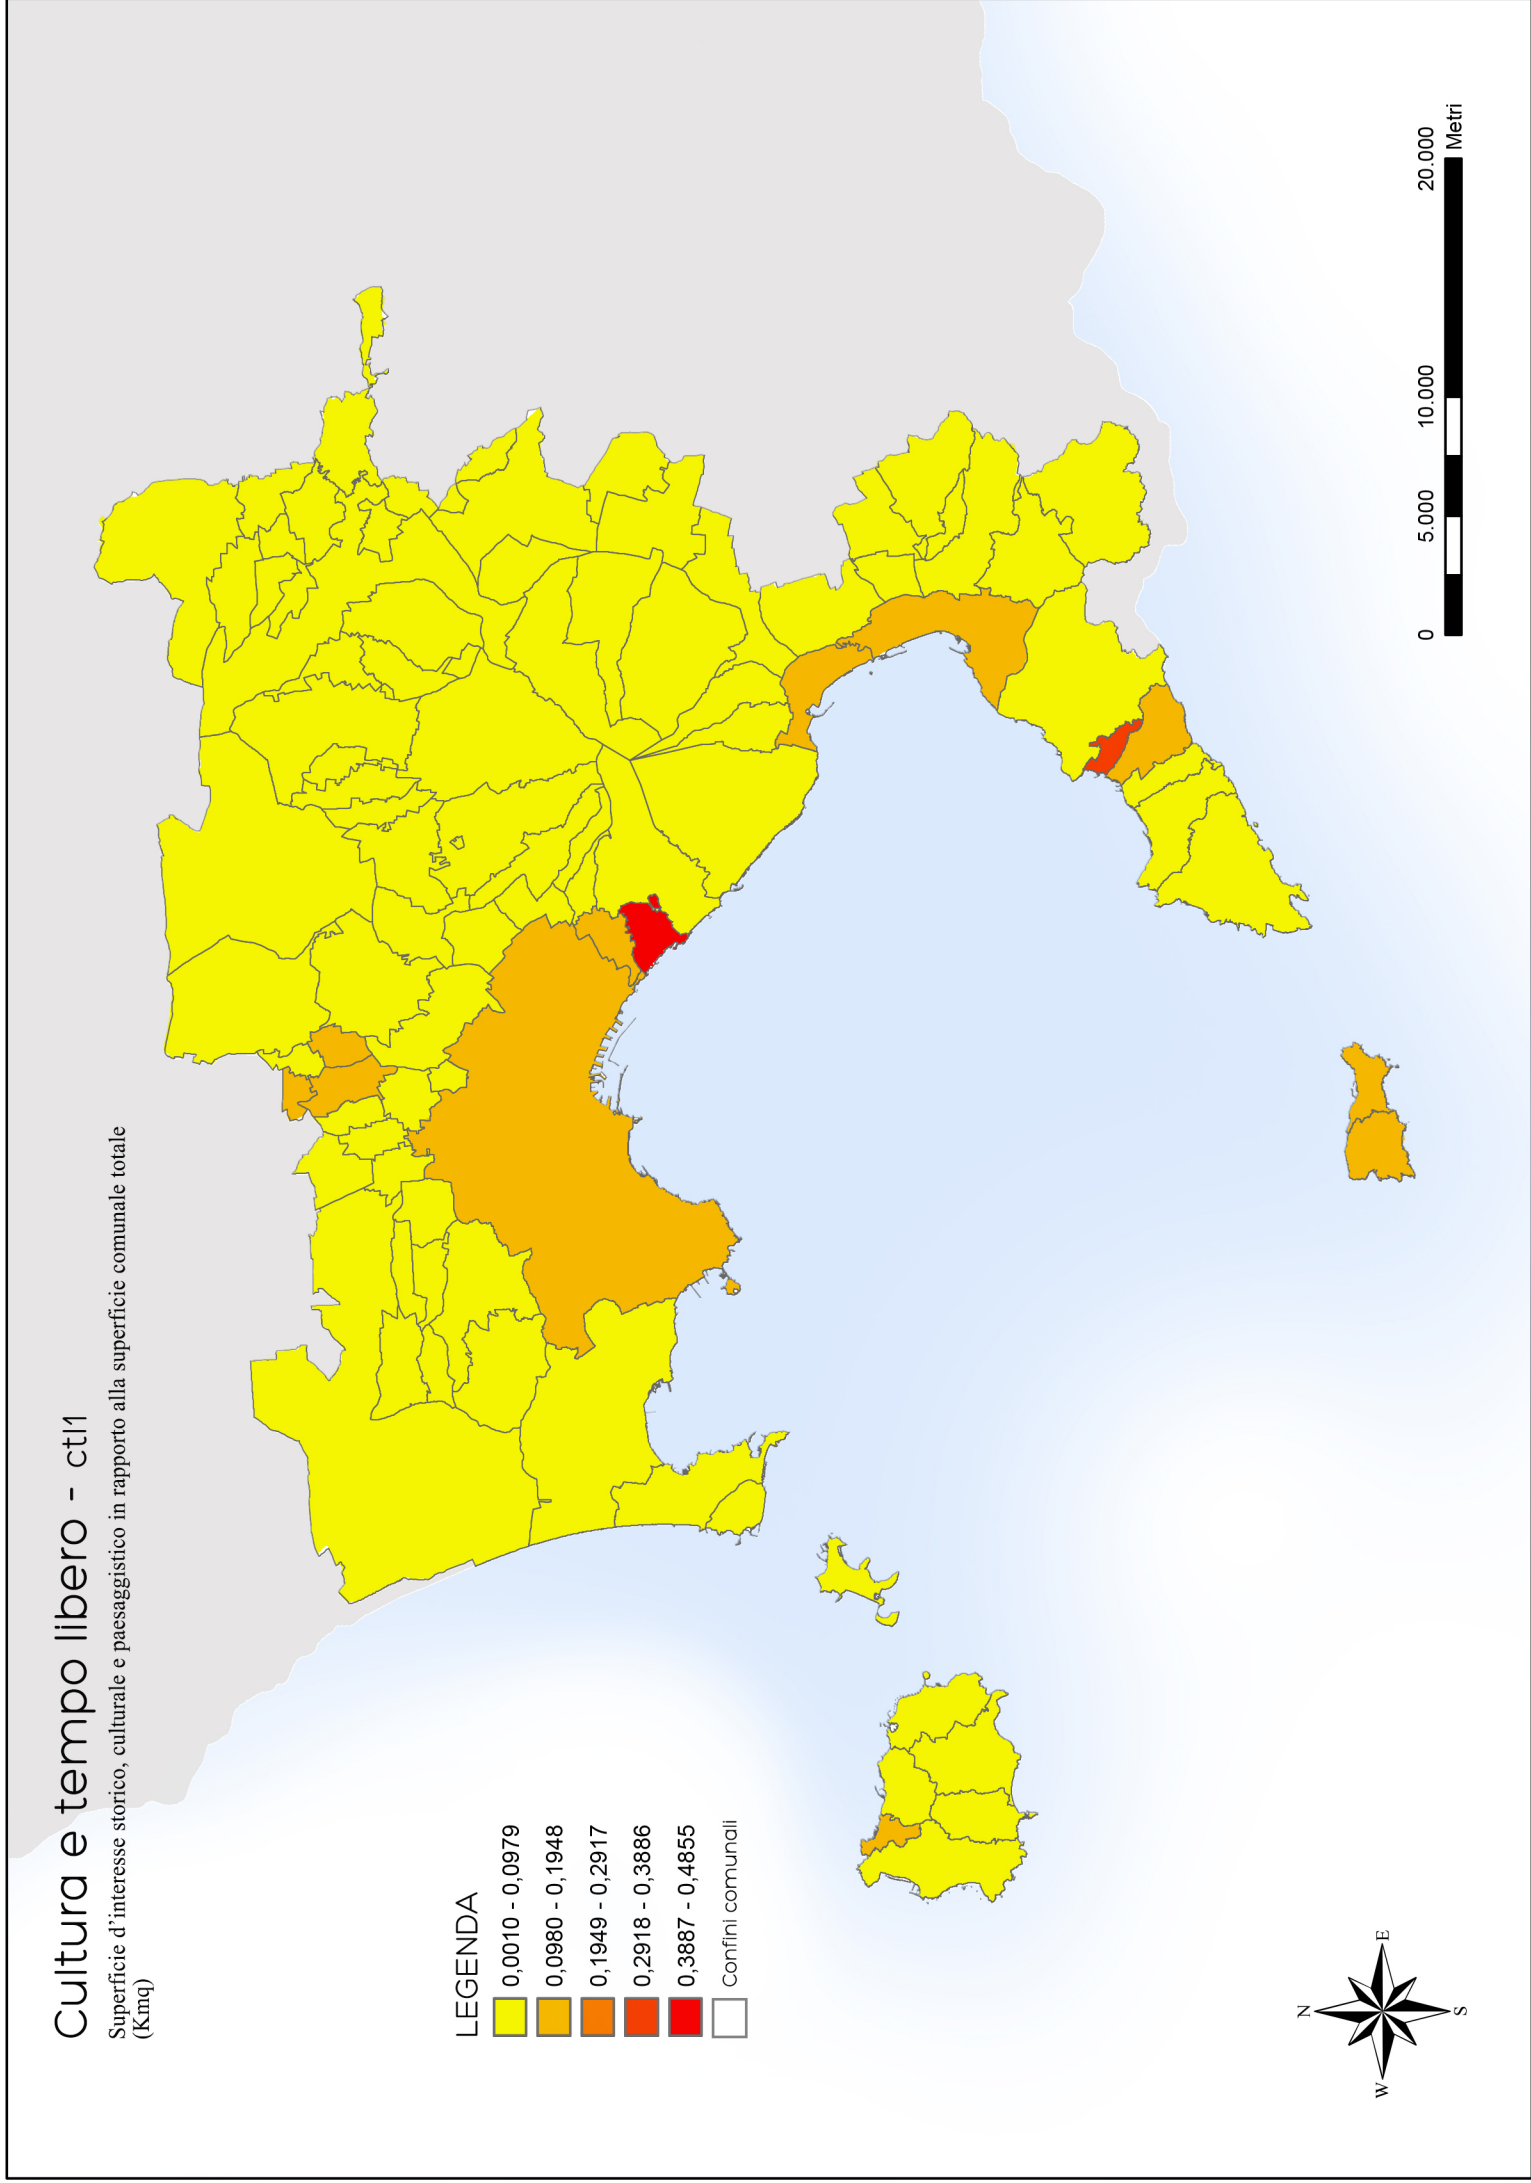 Cultura e tempo libero - ctl1
Superficie d'interesse storico, culturale e paesaggistico in rapporto alla superficie comunale totale
(Kmq)
LEGENDA
0,0010 - 0,0979
0,0980 - 0,1948
0,1949 - 0,2917
0,2918 - 0,3886
0,3887 - 0,4855
Confini comunali
N
W E
S
0 5.000 10.000 20.000
Metri